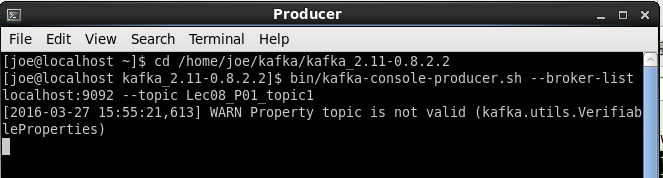 Producer
File Edit View Search Terminal Help
[joe@localhost ~]$ cd /home/joe/kafka/kafka_2.11-0.8.2.2
[joe@localhost kafka_2.11-0.8.2.2]$ bin/kafka-console-producer.sh --broker-list
localhost:9092 --topic Lec08_P01_topic1
[2016-03-27 15:55:21,613] WARN Property topic is not valid (kafka.utils.Verifiab
leProperties)